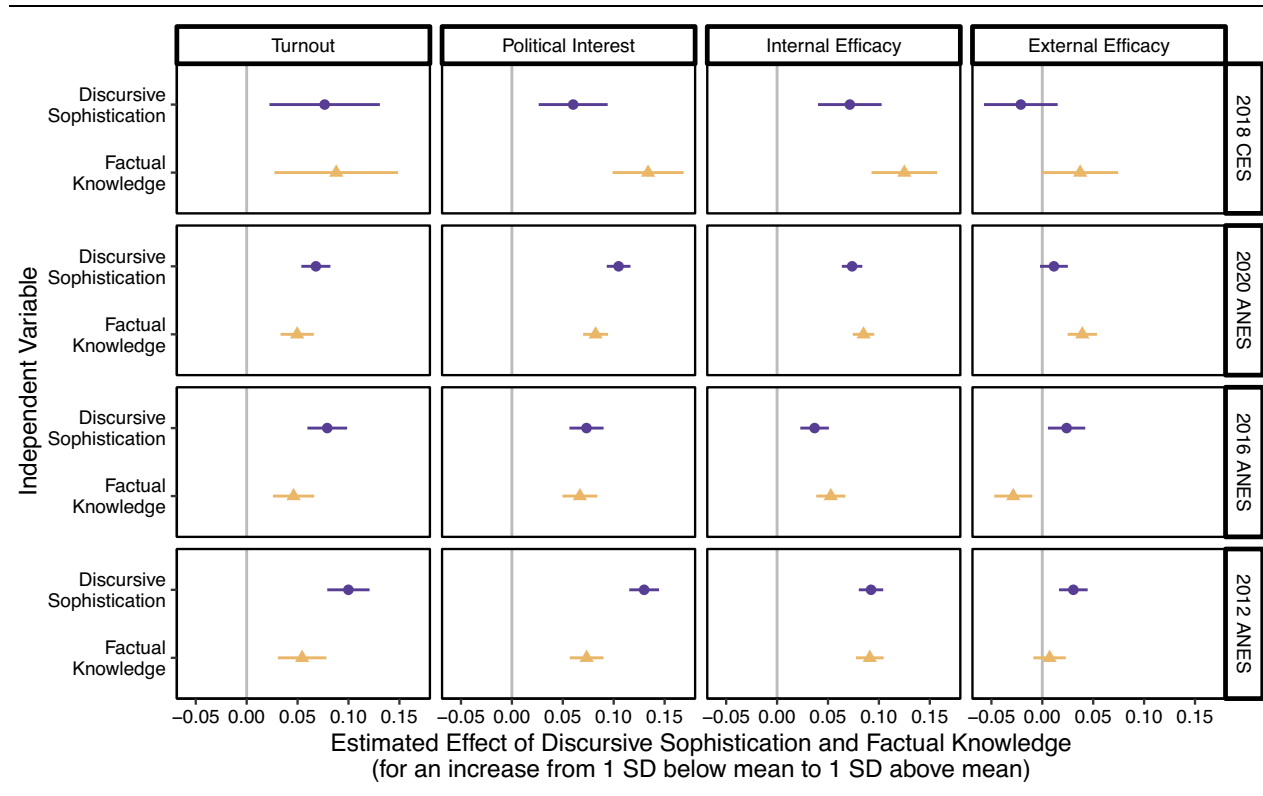 Turnout
Political Interest
Internal Efficacy
External Efficacy
Independent Variable
Discursive
Sophistication
Factual
Knowledge
2018 CES
Discursive
Sophistication
Factual
Knowledge
2020 ANES
Discursive
Sophistication
Factual
Knowledge
2016 ANES
Discursive
Sophistication
Factual
Knowledge
2012 ANES
−0.05 0.00 0.05 0.10 0.15
−0.05 0.00 0.05 0.10 0.15
−0.05 0.00 0.05 0.10 0.15
−0.05 0.00 0.05 0.10 0.15
Estimated Effect of Discursive Sophistication and Factual Knowledge
(for an increase from 1 SD below mean to 1 SD above mean)